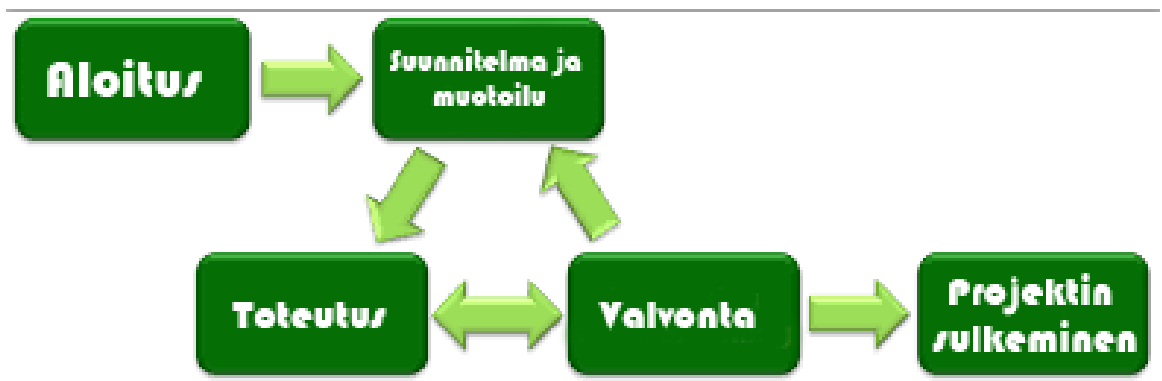 Aloitus
Suunnitelma ja
muotoilu
Toteutus
Valvonta
Projektin
sulkeminen